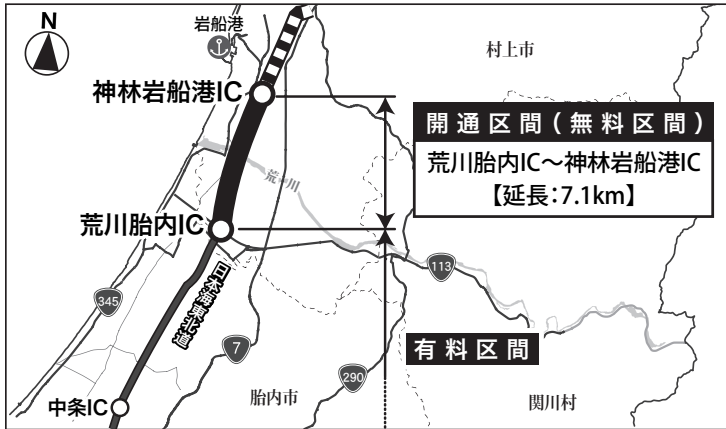 N
岩船港
村上市
神林岩船港IC
開通区間(無料区間)
荒川胎内IC～神林岩船港IC
【延長:7.1km】
荒川
荒川胎内IC
日本海東北道
113
345
7
有料区間
290
中条IC
胎内市
関川村